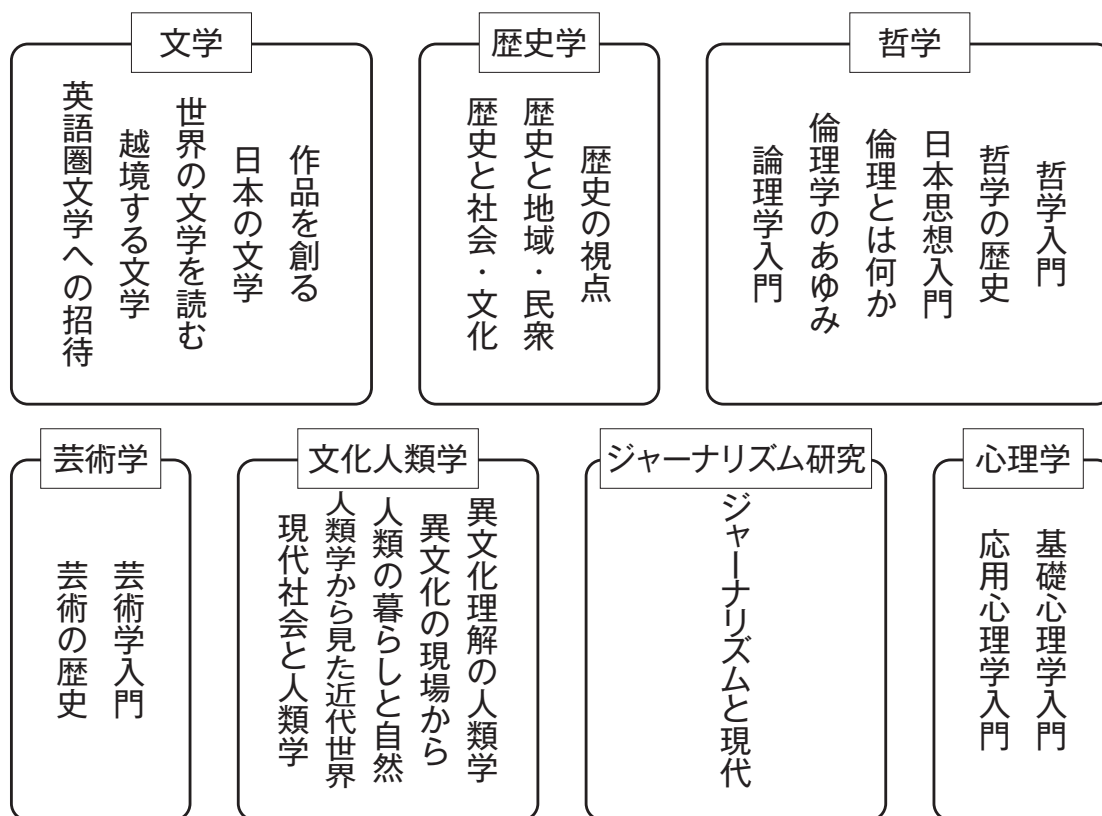 哲学
哲学入門
哲学の歴史
日本思想入門
倫理とは何か
倫理学のあゆみ
論理学入門
歴史学
歴史の視点
歴史と地域・民衆
歴史と社会・文化
文学
作品を創る
日本の文学
世界の文学を読む
越境する文学
英語圏文学への招待
心理学
基礎心理学入門
応用心理学入門
ジャーナリズム研究
ジャーナリズムと現代
文化人類学
異文化理解の人類学
異文化の現場から
人類の暮らしと自然
人類学から見た近代世界
現代社会と人類学
芸術学
芸術学入門
芸術の歴史